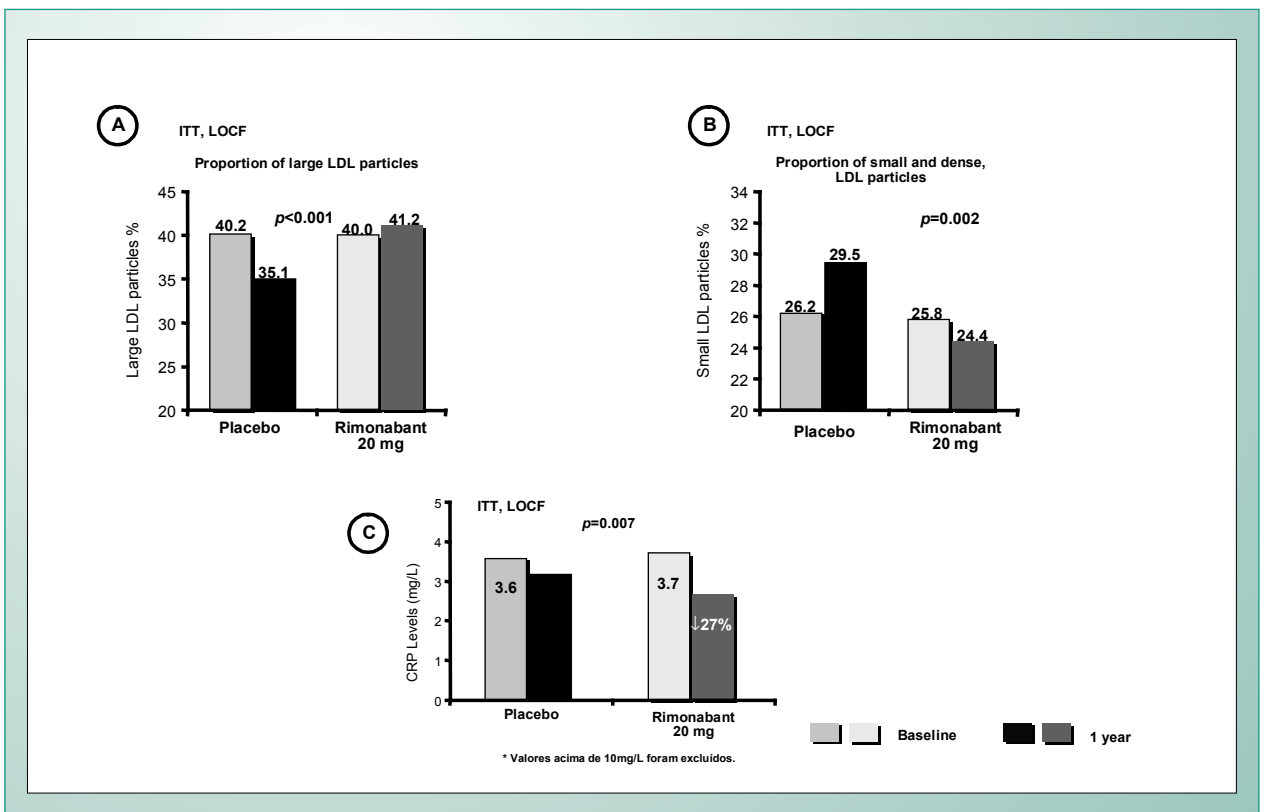 A
ITT, LOCF
Proportion of large LDL particles
Large LDL particles %
45
40
35
30
25
20
40.2
35.1
p<0.001
40.0
41.2
Placebo
Rimonabant
20 mg
B
ITT, LOCF
Proportion of small and dense,
LDL particles
Small LDL particles %
34
32
30
28
26
24
22
20
p=0.002
26.2
29.5
25.8
24.4
Placebo
Rimonabant
20 mg
C
ITT, LOCF
p=0.007
CRP Levels (mg/L)
5
4
3
2
1
0
3.6
3.7
↓27%
Placebo
Rimonabant
20 mg
* Valores acima de 10mg/L foram excluídos.
Baseline
1 year